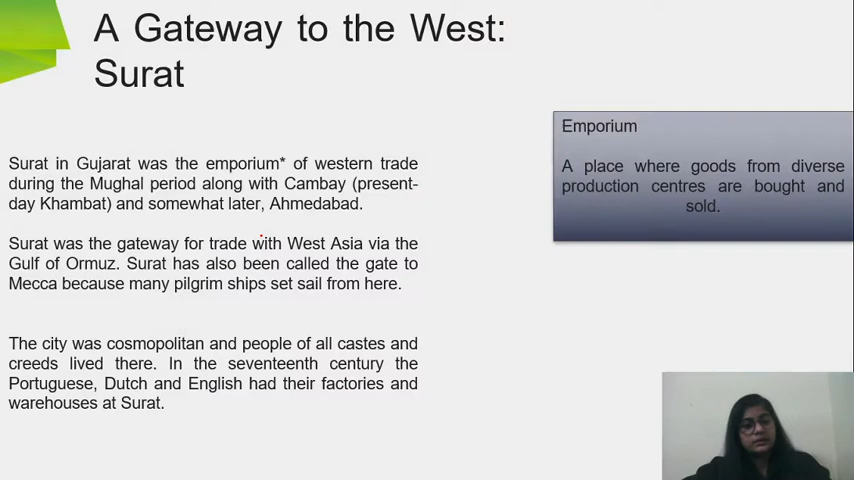 A Gateway to the West:
Surat
Surat in Gujarat was the emporium* of western trade
during the Mughal period along with Cambay (present-
day Khambat) and somewhat later, Ahmedabad.
Surat was the gateway for trade with West Asia via the
Gulf of Ormuz. Surat has also been called the gate to
Mecca because many pilgrim ships set sail from here.
The city was cosmopolitan and people of all castes and
creeds lived there. In the seventeenth century the
Portuguese, Dutch and English had their factories and
warehouses at Surat.
Emporium
A place where goods from diverse
production centres are bought and
sold.